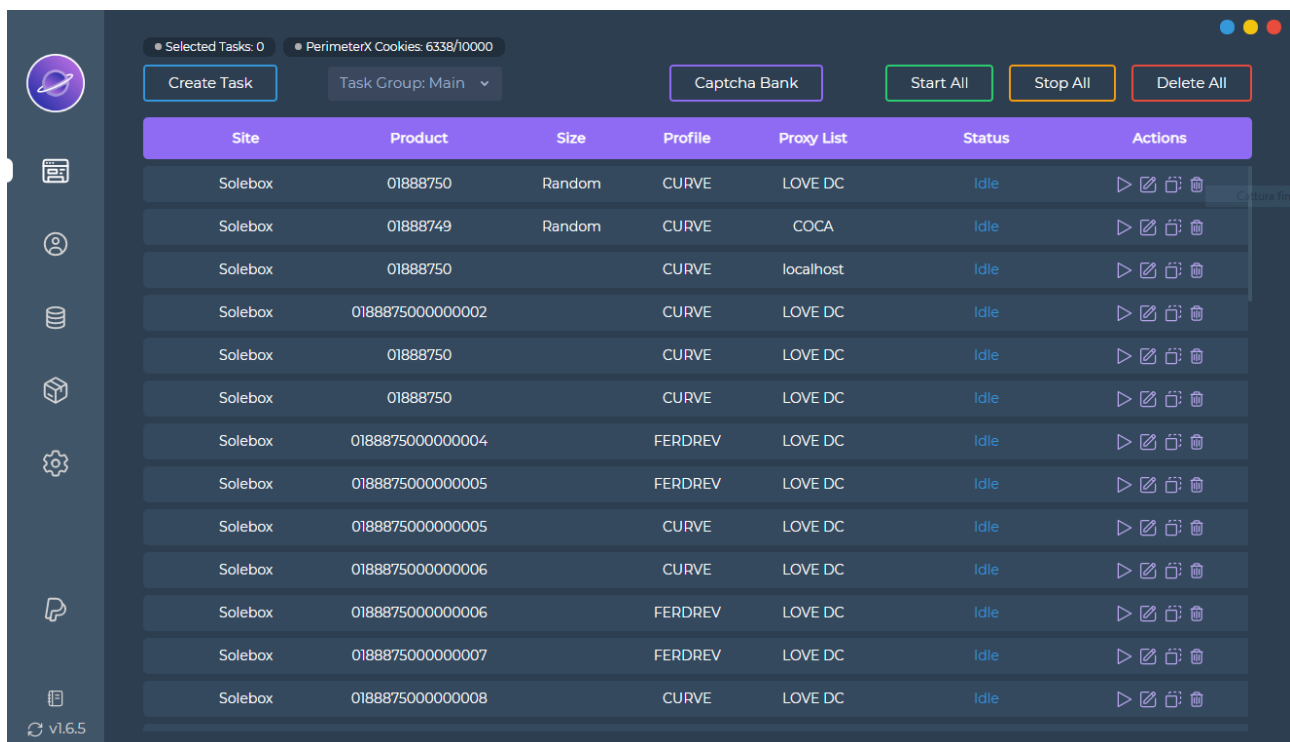 Selected Tasks: 0 PerimeterX Cookies: 6338/10000
Create Task Task Group: Main Captcha Bank Start All Stop All Delete All
Site Product Size Profile Proxy List Status Actions
Solebox 01888750 Random CURVE LOVE DC Idle
Cattura fin
Solebox 01888749 Random CURVE COCA Idle
Solebox 01888750 CURVE localhost Idle
Solebox 0188875000000002 CURVE LOVE DC Idle
Solebox 01888750 CURVE LOVE DC Idle
Solebox 01888750 CURVE LOVE DC Idle
Solebox 0188875000000004 FERDREV LOVE DC Idle
Solebox 0188875000000005 FERDREV LOVE DC Idle
Solebox 0188875000000005 CURVE LOVE DC Idle
Solebox 0188875000000006 CURVE LOVE DC Idle
Solebox 0188875000000006 FERDREV LOVE DC Idle
Solebox 0188875000000007 FERDREV LOVE DC Idle
Solebox 0188875000000008 CURVE LOVE DC Idle
v1.6.5